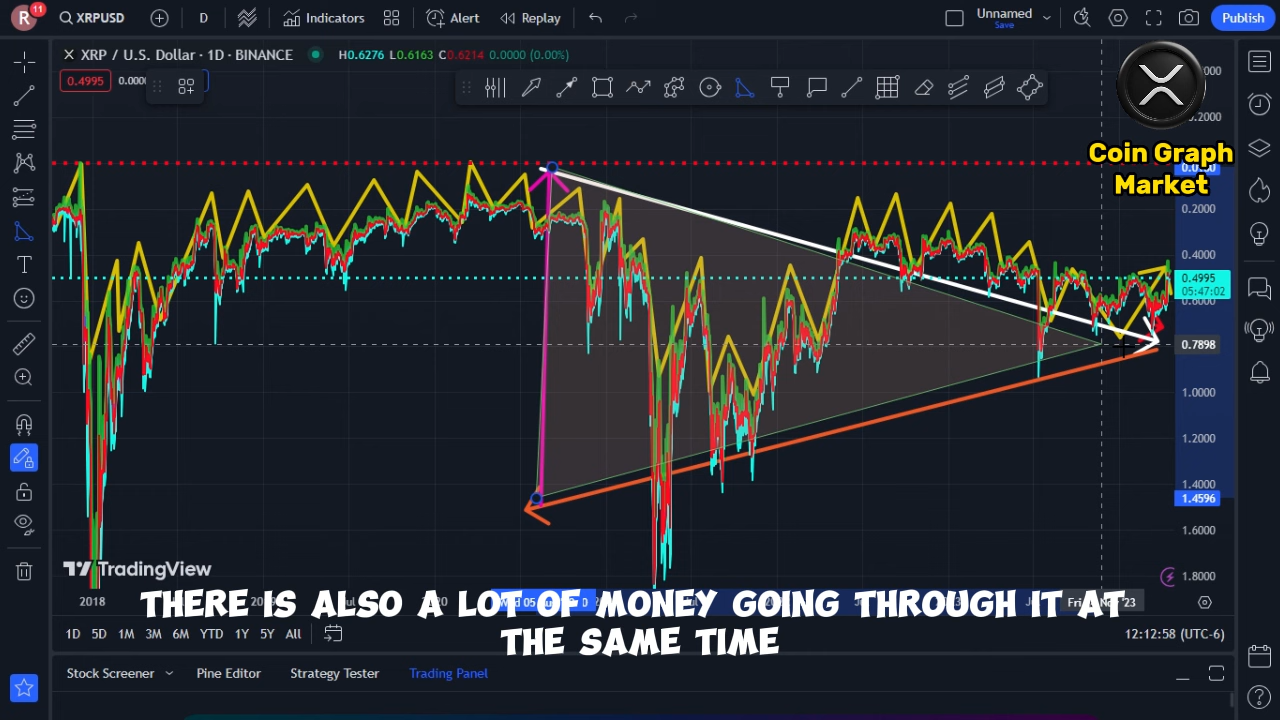 R
11
XRPUSD
D
Indicators
Alert
Replay
Unnamed
Save
Publish
XRP / U.S. Dollar · 1D · BINANCE
H0.6276 L0.6163 C0.6214 0.0000 (0.00%)
0.4995
Coin Graph
Market
0.2000
0.4000
0.4995
05:47:02
0.7898
1.0000
1.2000
1.4000
1.4596
1.6000
1.8000
TradingView
2018
THERE IS ALSO A LOT OF MONEY GOING THROUGH IT AT
THE SAME TIME
1D 5D 1M 3M 6M YTD 1Y 5Y All
12:12:58 (UTC-6)
Stock Screener
Pine Editor
Strategy Tester
Trading Panel